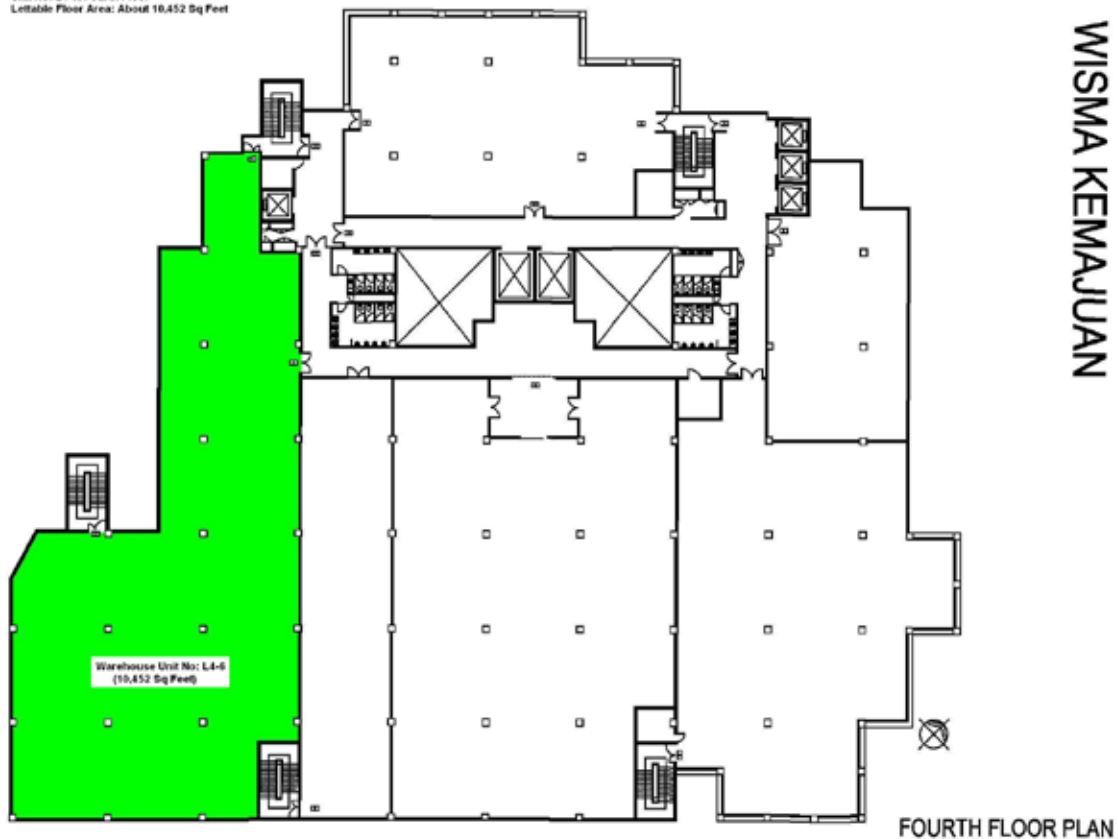 Lettable Floor Area: About 10,452 Sq Feet
WISMA KEMAJUAN
Warehouse Unit No: L4-6
(10,452 Sq Feet)
FOURTH FLOOR PLAN